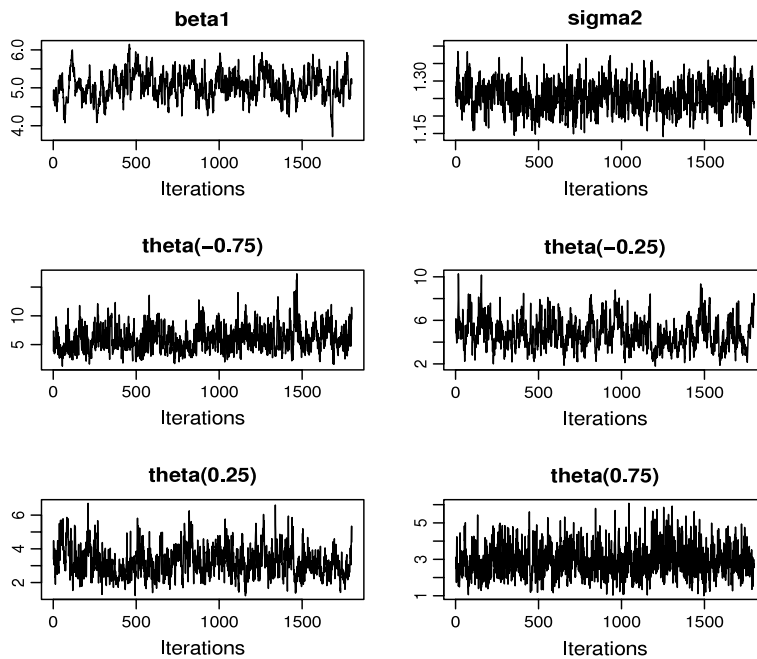 beta1
6.0
5.0
4.0
0 500 1000 1500
Iterations
sigma2
1.30
1.15
0 500 1000 1500
Iterations
theta(−0.75)
10
5
0 500 1000 1500
Iterations
theta(−0.25)
10
6
2
0 500 1000 1500
Iterations
theta(0.25)
6
4
2
0 500 1000 1500
Iterations
theta(0.75)
5
3
1
0 500 1000 1500
Iterations